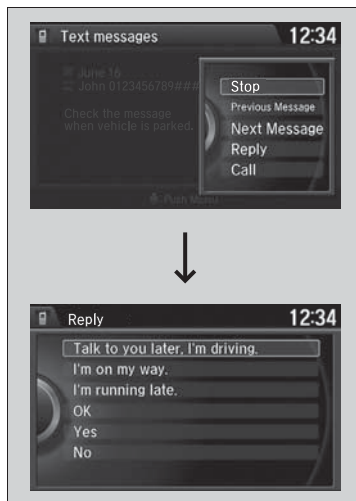 Text messages 12:34
June 16
John 0123456789###
Check the message
when vehicle is parked.
Stop
Previous Message
Next Message
Reply
Call
Push Menu
Reply 12:34
Talk to you later, I'm driving.
I'm on my way.
I'm running late.
OK
Yes
No